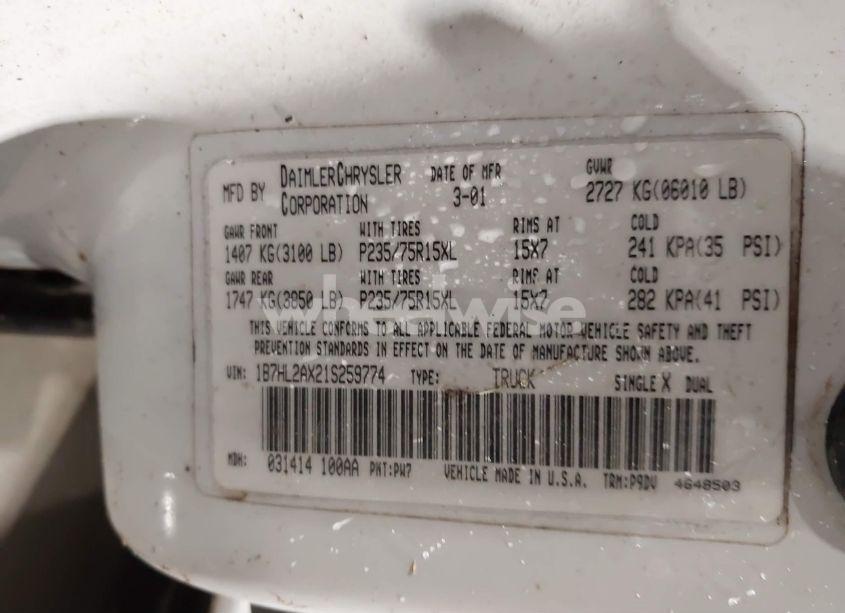 MFD BY DAIMLERCHRYSLER CORPORATION DATE OF MFR 3-01 GVWR 2727 KG(06010 LB)
GAWR FRONT WITH TIRES RIMS AT COLD
1407 KG(3100 LB) P235/75R15XL 15X7 241 KPA(35 PSI)
GAWR REAR WITH TIRES RIMS AT COLD
1747 KG(3850 LB) P235/75R15XL 15X7 282 KPA(41 PSI)
wheelwise
THIS VEHICLE CONFORMS TO ALL APPLICABLE FEDERAL MOTOR VEHICLE SAFETY AND THEFT
PREVENTION STANDARDS IN EFFECT ON THE DATE OF MANUFACTURE SHOWN ABOVE.
VIN: 1B7HL2AX21S259774 TYPE: TRUCK SINGLE X DUAL
MDH: 031414 100AA PNT:PW7 VEHICLE MADE IN U.S.A. TRM:P9DV 4648503